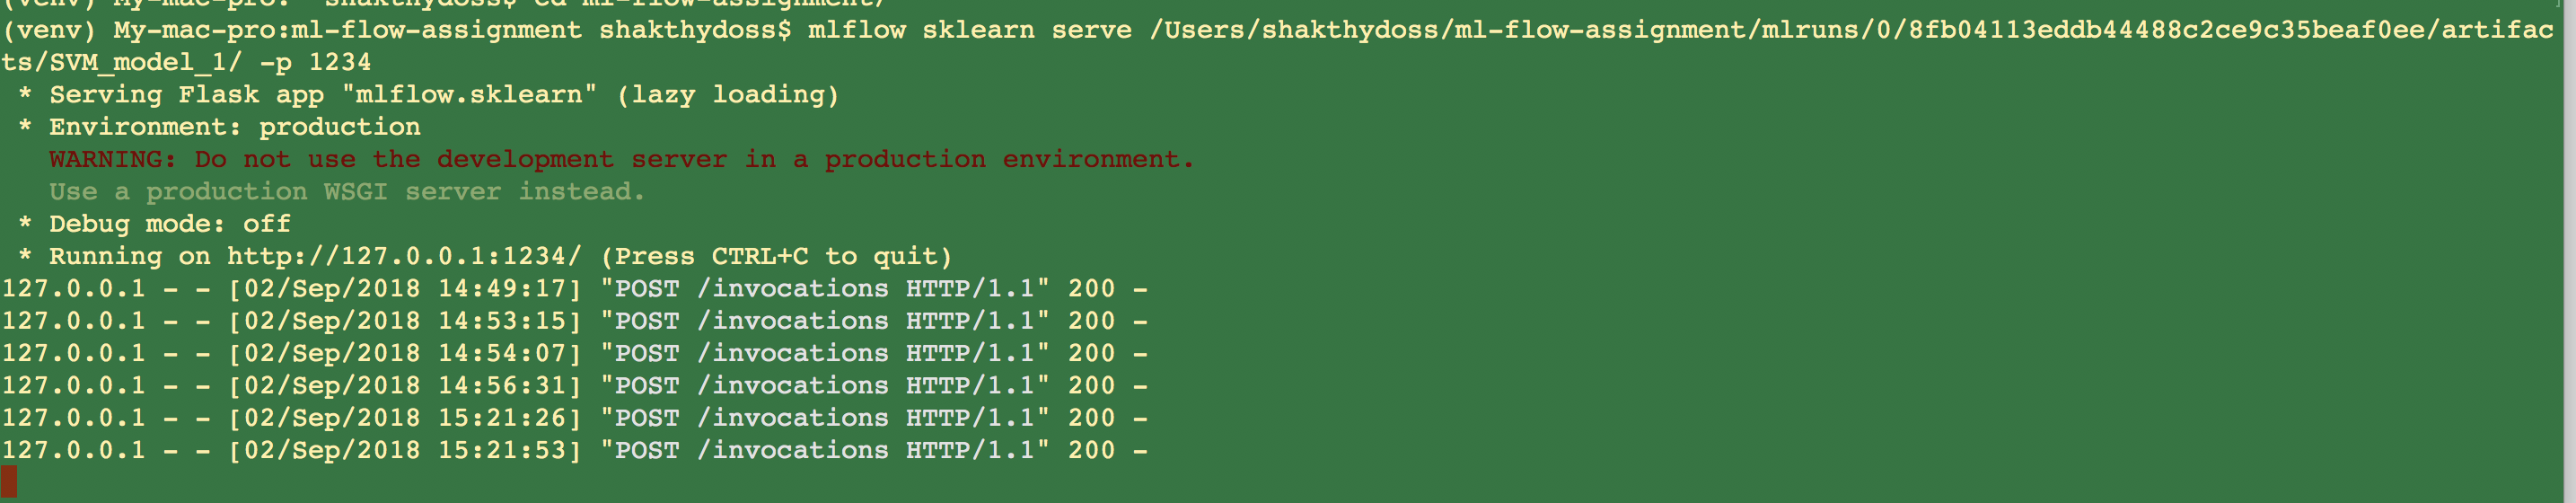 (venv) My-mac-pro:~ shakthydoss$ cd ml-flow-assignment/
(venv) My-mac-pro:ml-flow-assignment shakthydoss$ mlflow sklearn serve /Users/shakthydoss/ml-flow-assignment/mlruns/0/8fb04113eddb44488c2ce9c35beaf0ee/artifac
ts/SVM_model_1/ -p 1234
 * Serving Flask app "mlflow.sklearn" (lazy loading)
 * Environment: production
   WARNING: Do not use the development server in a production environment.
   Use a production WSGI server instead.
 * Debug mode: off
 * Running on http://127.0.0.1:1234/ (Press CTRL+C to quit)
127.0.0.1 - - [02/Sep/2018 14:49:17] "POST /invocations HTTP/1.1" 200 -
127.0.0.1 - - [02/Sep/2018 14:53:15] "POST /invocations HTTP/1.1" 200 -
127.0.0.1 - - [02/Sep/2018 14:54:07] "POST /invocations HTTP/1.1" 200 -
127.0.0.1 - - [02/Sep/2018 14:56:31] "POST /invocations HTTP/1.1" 200 -
127.0.0.1 - - [02/Sep/2018 15:21:26] "POST /invocations HTTP/1.1" 200 -
127.0.0.1 - - [02/Sep/2018 15:21:53] "POST /invocations HTTP/1.1" 200 -